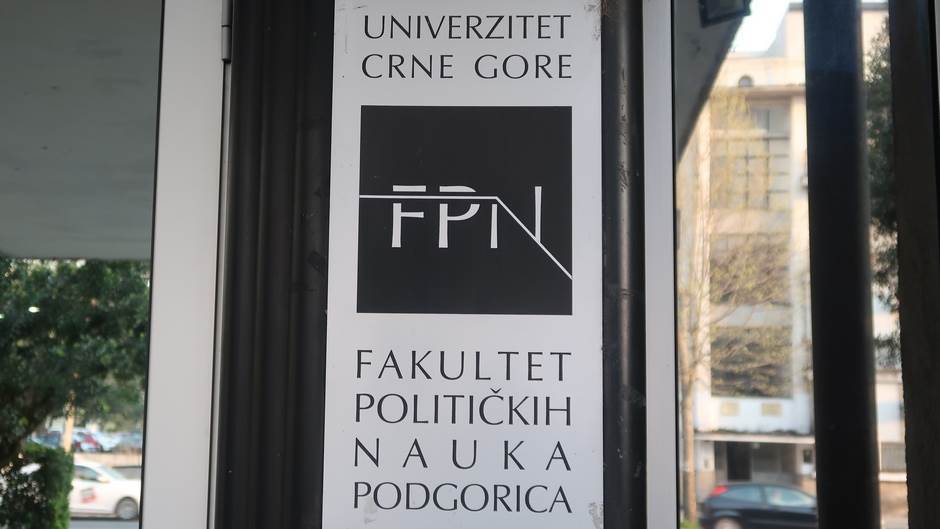 UNIVERZITET
CRNE GORE
FPN
FAKULTET
POLITIČKIH
NAUKA
PODGORICA